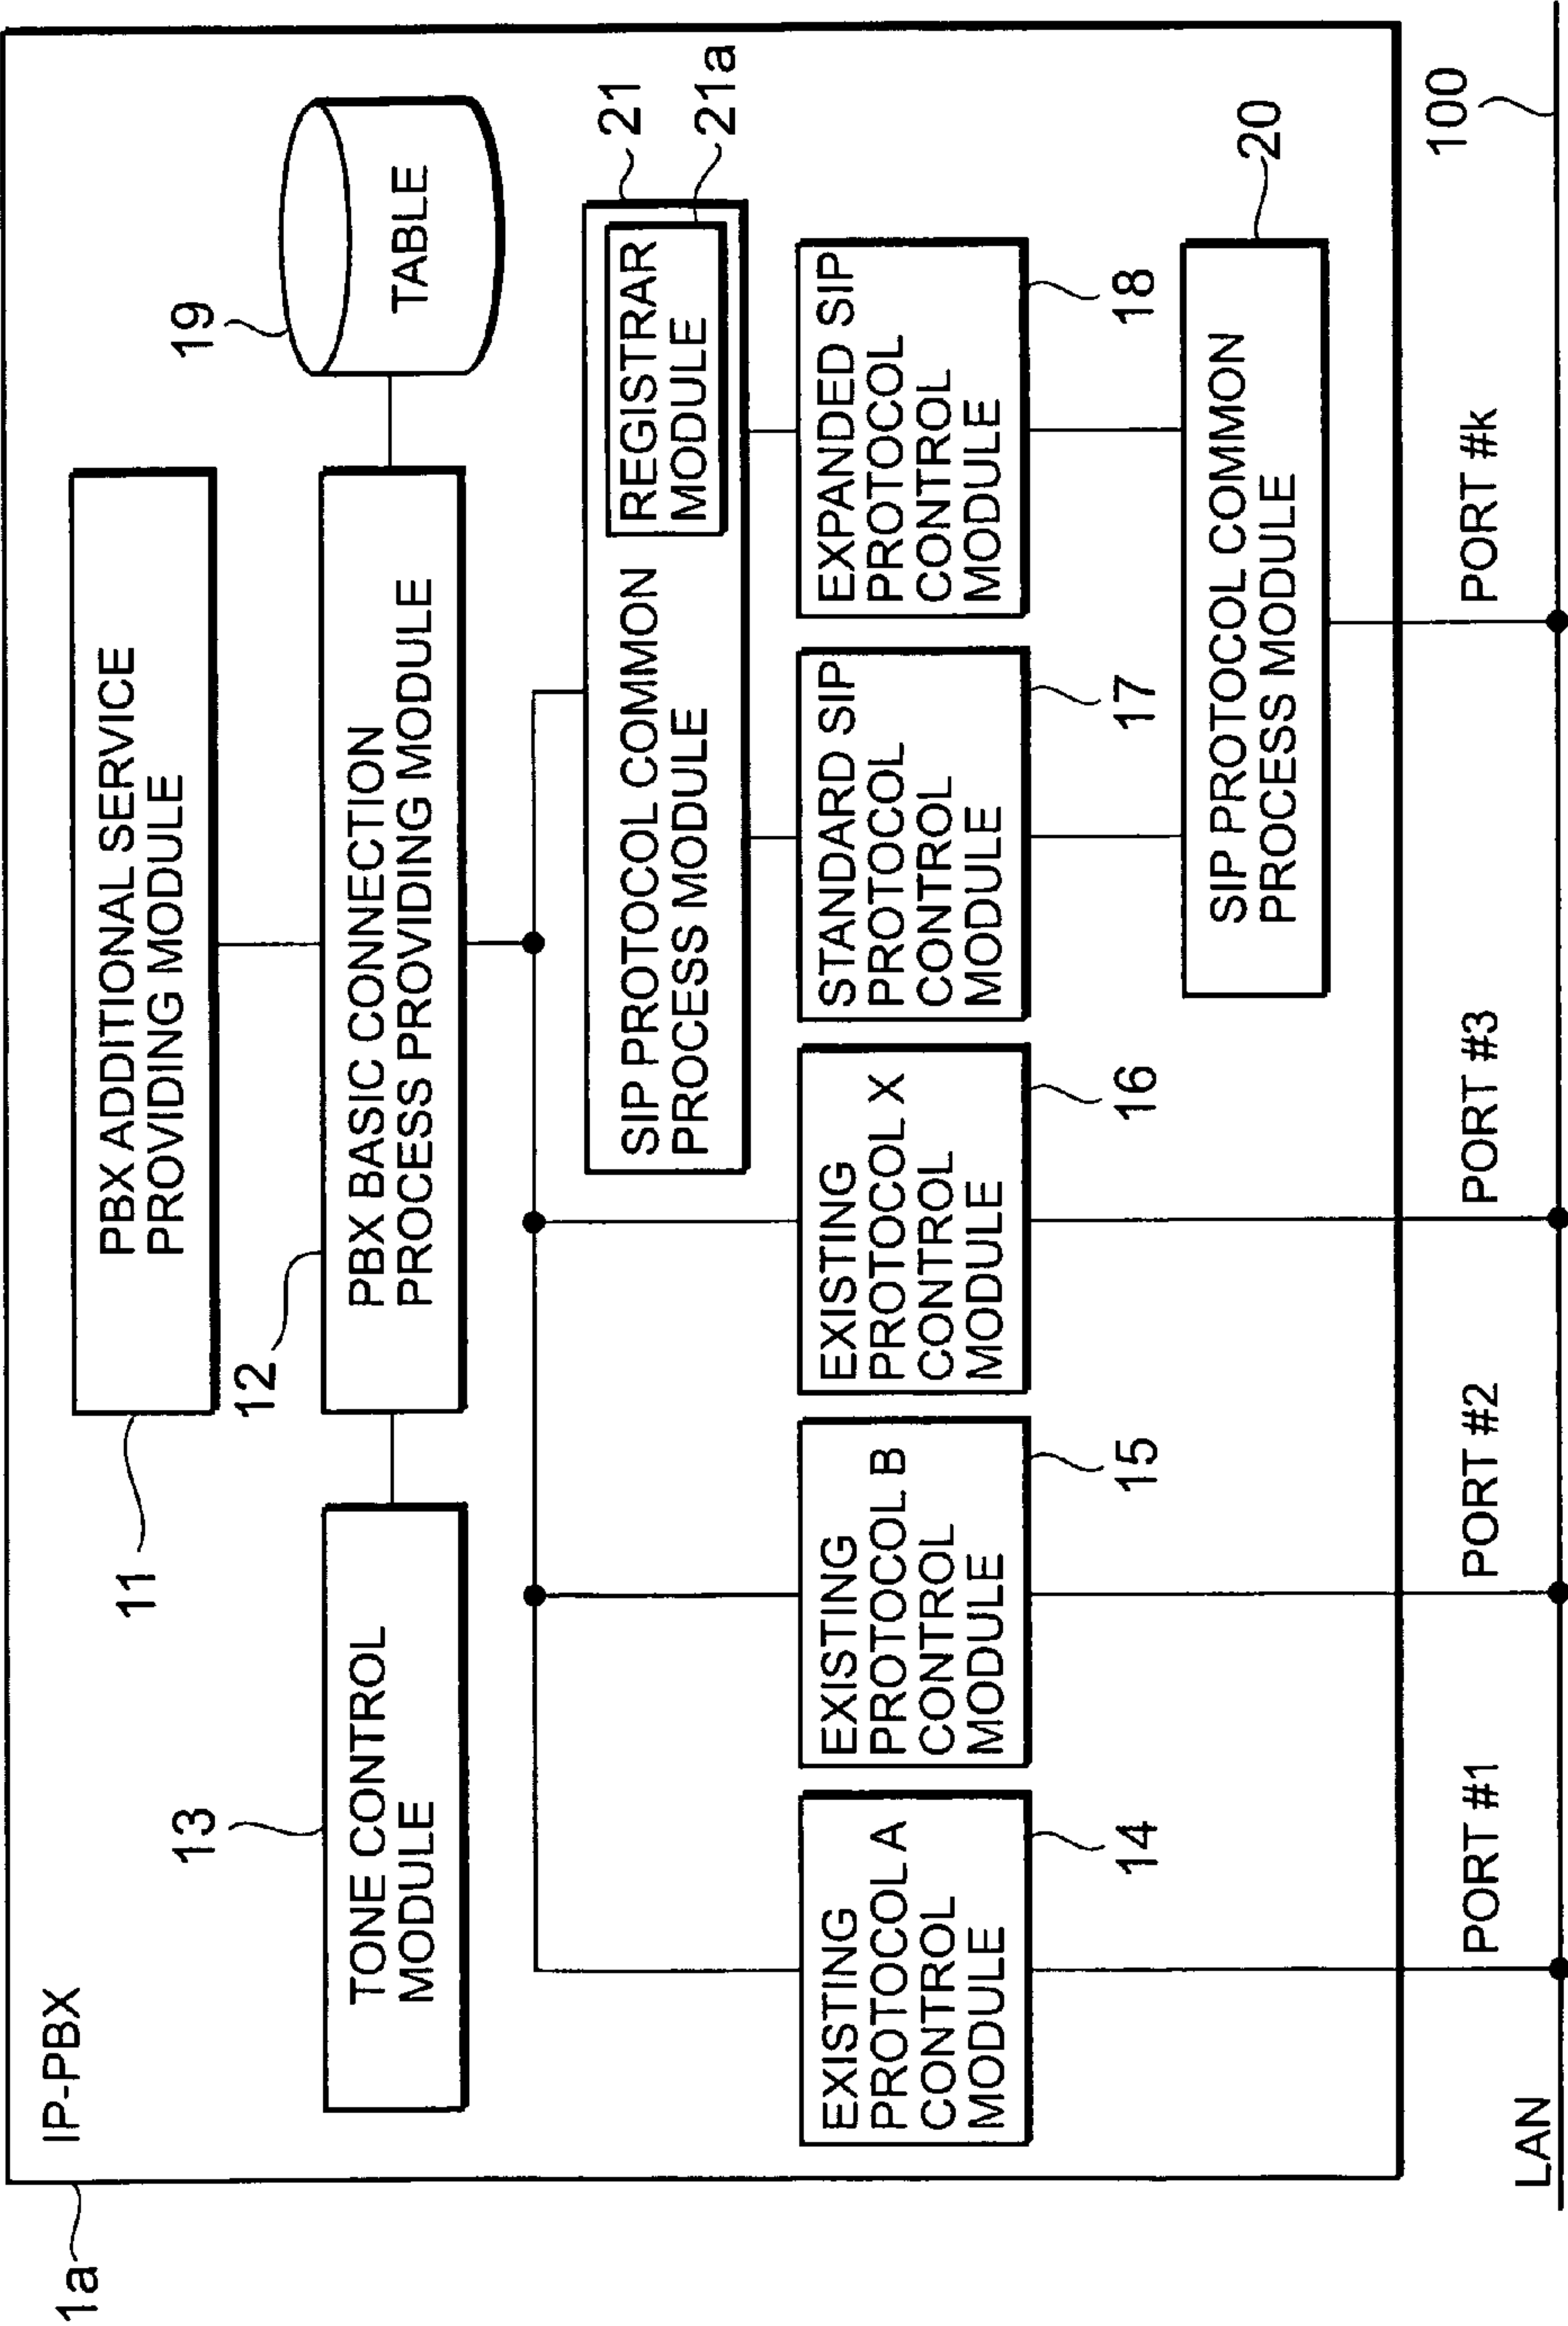 1a
IP-PBX
11
PBX ADDITIONAL SERVICE
PROVIDING MODULE
12
PBX BASIC CONNECTION
PROCESS PROVIDING MODULE
13
TONE CONTROL
MODULE
19
TABLE
21
21a
SIP PROTOCOL COMMON
PROCESS MODULE
REGISTRAR
MODULE
EXISTING
PROTOCOL A
CONTROL
MODULE
14
EXISTING
PROTOCOL B
CONTROL
MODULE
15
EXISTING
PROTOCOL X
CONTROL
MODULE
16
STANDARD SIP
PROTOCOL
CONTROL
MODULE
17
EXPANDED SIP
PROTOCOL
CONTROL
MODULE
18
SIP PROTOCOL COMMON
PROCESS MODULE
20
PORT #1
PORT #2
PORT #3
PORT #k
LAN
100